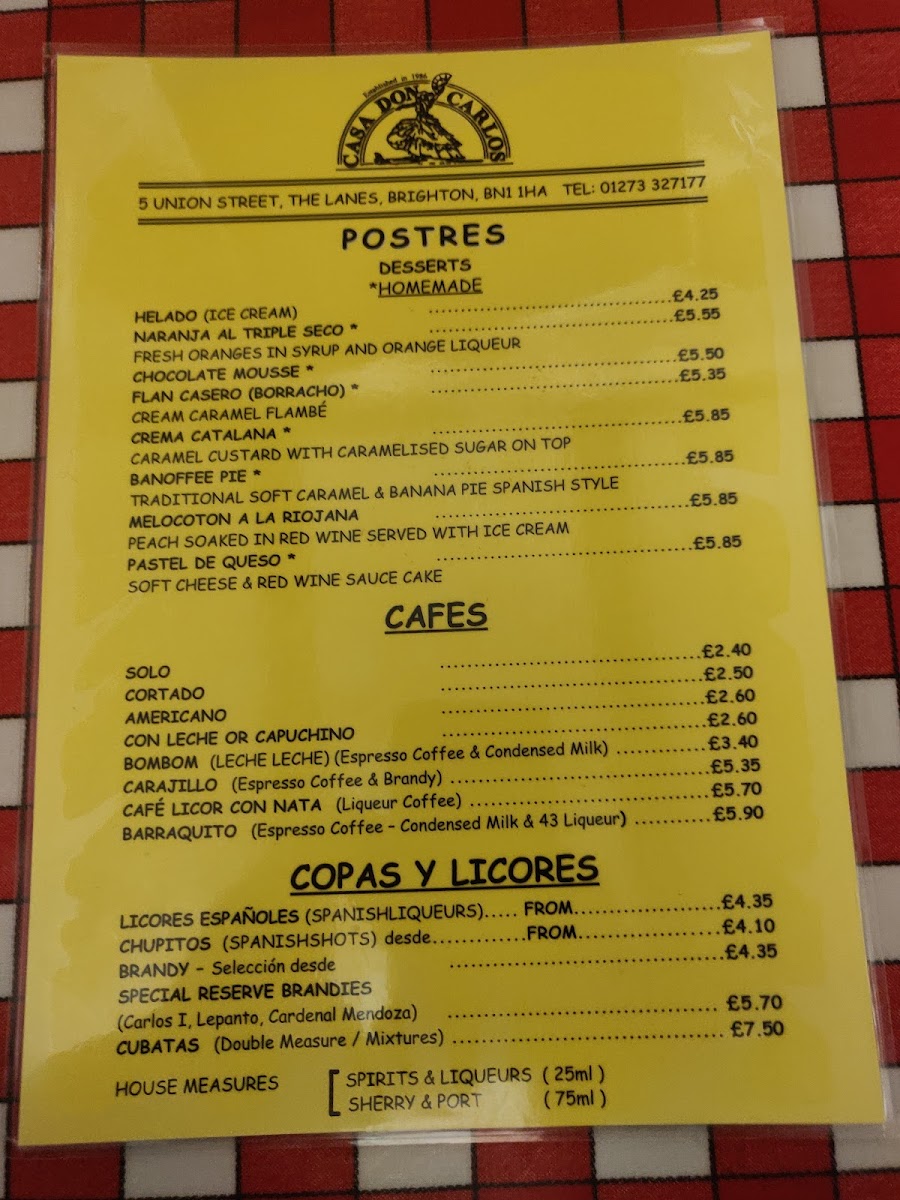 Established in 1986
CASA DON CARLOS
5 UNION STREET, THE LANES, BRIGHTON, BN1 1HA TEL: 01273 327177
POSTRES
DESSERTS
*HOMEMADE
HELADO (ICE CREAM) ..............................£4.25
NARANJA AL TRIPLE SECO * ..............................£5.55
FRESH ORANGES IN SYRUP AND ORANGE LIQUEUR
CHOCOLATE MOUSSE * ..............................£5.50
FLAN CASERO (BORRACHO) * ..............................£5.35
CREAM CARAMEL FLAMBÉ
CREMA CATALANA * ..............................£5.85
CARAMEL CUSTARD WITH CARAMELISED SUGAR ON TOP
BANOFFEE PIE * ..............................£5.85
TRADITIONAL SOFT CARAMEL & BANANA PIE SPANISH STYLE
MELOCOTON A LA RIOJANA ..............................£5.85
PEACH SOAKED IN RED WINE SERVED WITH ICE CREAM
PASTEL DE QUESO * ..............................£5.85
SOFT CHEESE & RED WINE SAUCE CAKE
CAFES
SOLO ..............................£2.40
CORTADO ..............................£2.50
AMERICANO ..............................£2.60
CON LECHE OR CAPUCHINO ..............................£2.60
BOMBOM (LECHE LECHE) (Espresso Coffee & Condensed Milk) ..........£3.40
CARAJILLO (Espresso Coffee & Brandy) ..............................£5.35
CAFÉ LICOR CON NATA (Liqueur Coffee) ..............................£5.70
BARRAQUITO (Espresso Coffee – Condensed Milk & 43 Liqueur) ..........£5.90
COPAS Y LICORES
LICORES ESPAÑOLES (SPANISHLIQUEURS)..... FROM.................£4.35
CHUPITOS (SPANISHSHOTS) desde.............FROM.................£4.10
BRANDY – Selección desde ..............................£4.35
SPECIAL RESERVE BRANDIES
(Carlos I, Lepanto, Cardenal Mendoza) .............................. £5.70
CUBATAS (Double Measure / Mixtures) .............................. £7.50
HOUSE MEASURES [ SPIRITS & LIQUEURS ( 25ml )
SHERRY & PORT ( 75ml )